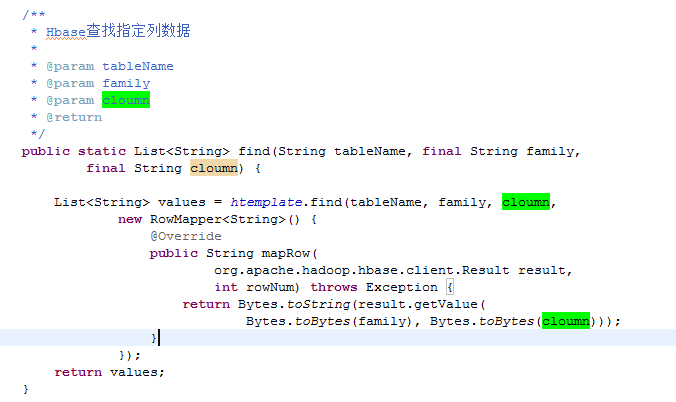 /**
 * Hbase查找指定列数据
 *
 * @param tableName
 * @param family
 * @param cloumn
 * @return
 */
public static List<String> find(String tableName, final String family,
        final String cloumn) {
    List<String> values = htemplate.find(tableName, family, cloumn,
            new RowMapper<String>() {
                @Override
                public String mapRow(
                        org.apache.hadoop.hbase.client.Result result,
                        int rowNum) throws Exception {
                    return Bytes.toString(result.getValue(
                            Bytes.toBytes(family), Bytes.toBytes(cloumn)));
                }
            });
    return values;
}